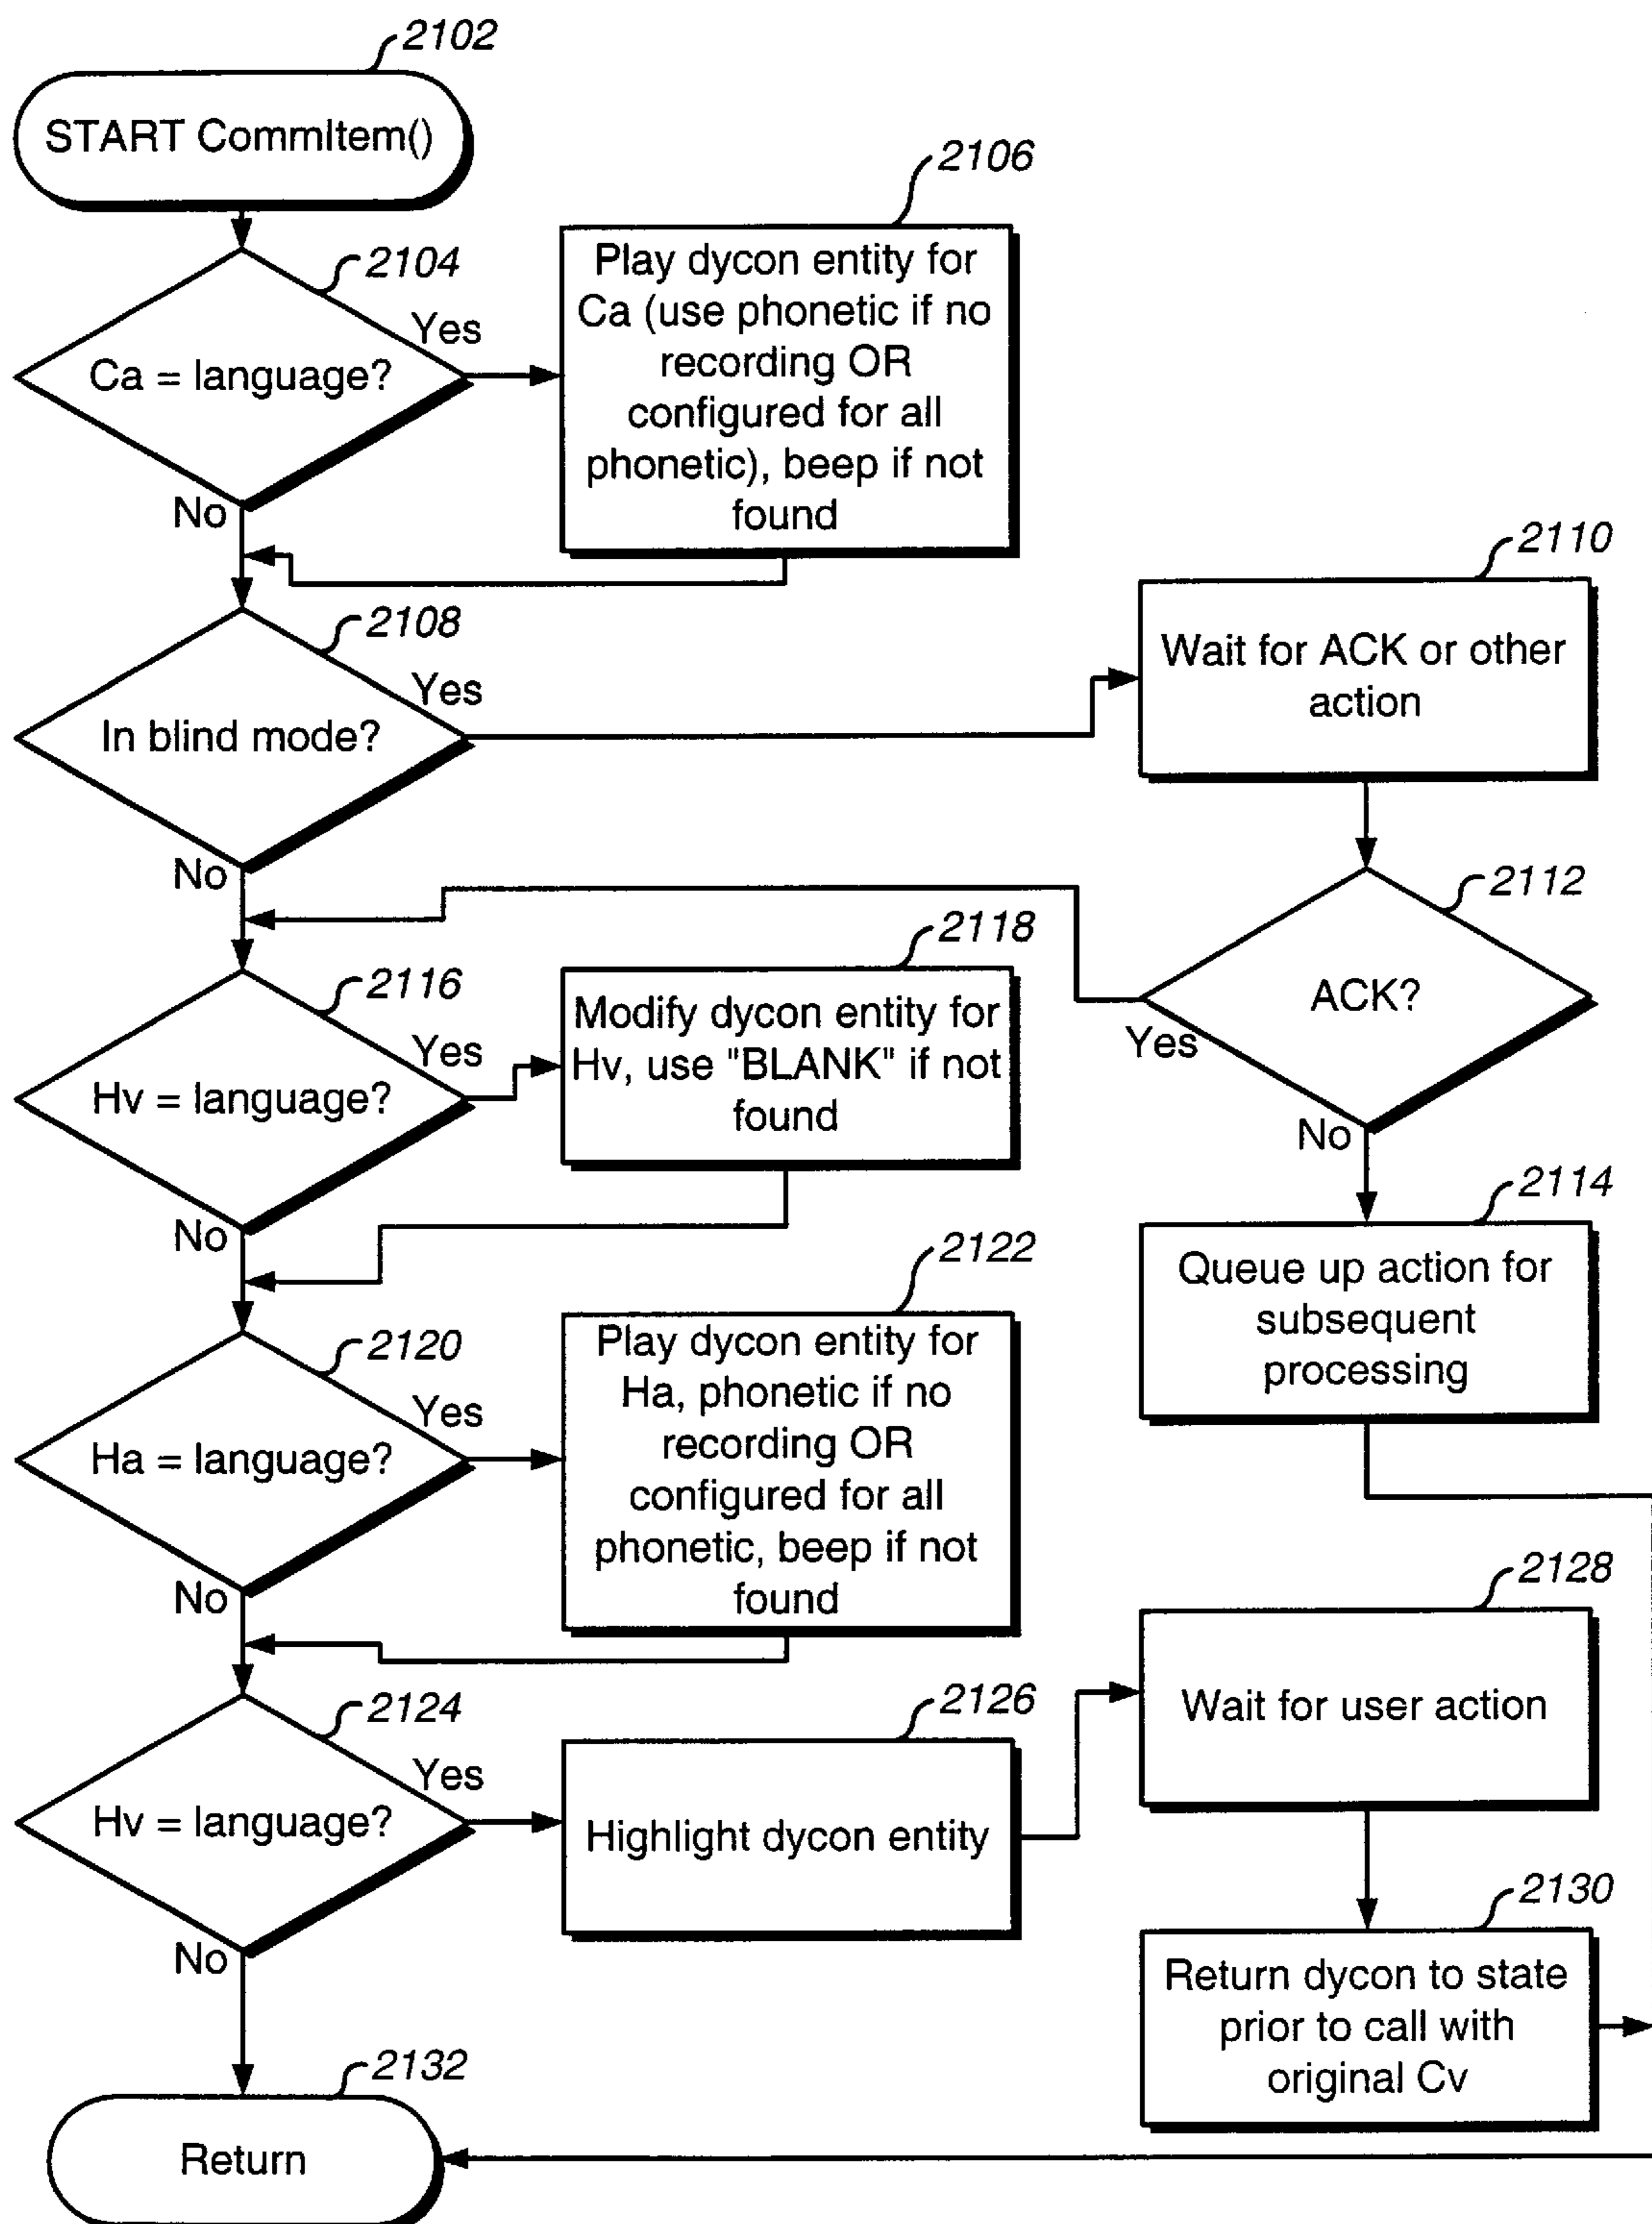 2102
START CommItem()
2106
2104
Play dycon entity for
Ca (use phonetic if no
recording OR
configured for all
phonetic), beep if not
found
Yes
Ca = language?
No
2110
Wait for ACK or other
action
2108
Yes
In blind mode?
No
2112
ACK?
Yes
No
2118
2116
Modify dycon entity for
Hv, use "BLANK" if not
found
Yes
Hv = language?
No
2114
Queue up action for
subsequent
processing
2122
2120
Play dycon entity for
Ha, phonetic if no
recording OR
configured for all
phonetic, beep if not
found
Yes
Ha = language?
No
2128
Wait for user action
2126
2124
Yes
Hv = language?
Highlight dycon entity
No
2130
Return dycon to state
prior to call with
original Cv
2132
Return